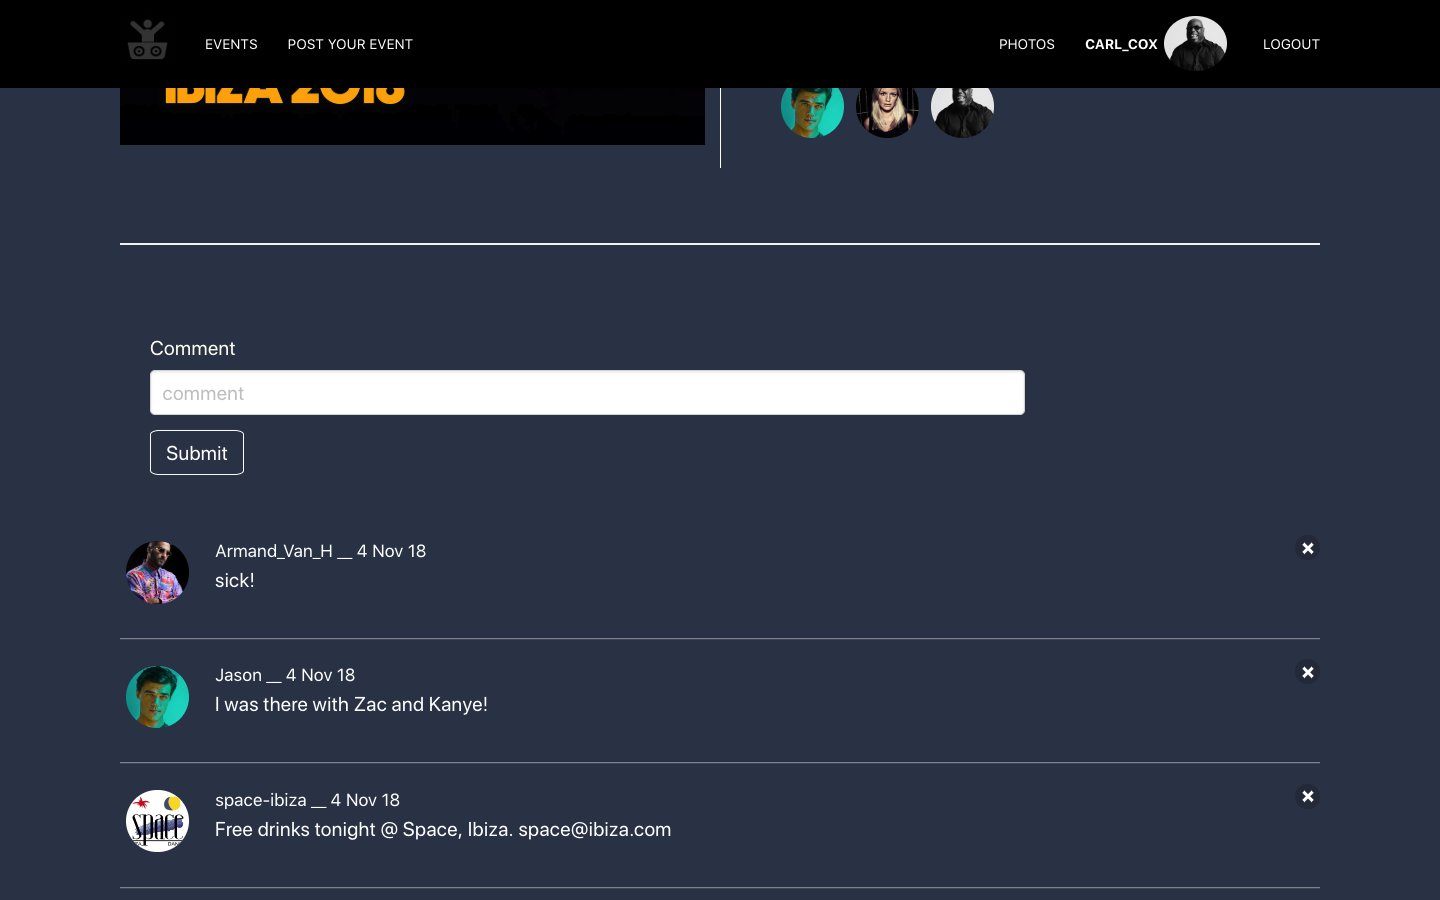 EVENTS POST YOUR EVENT PHOTOS CARL_COX LOGOUT
IBIZA 2018
Comment
comment
Submit
Armand_Van_H __ 4 Nov 18
sick!
Jason __ 4 Nov 18
I was there with Zac and Kanye!
space-ibiza __ 4 Nov 18
Free drinks tonight @ Space, Ibiza. space@ibiza.com
space